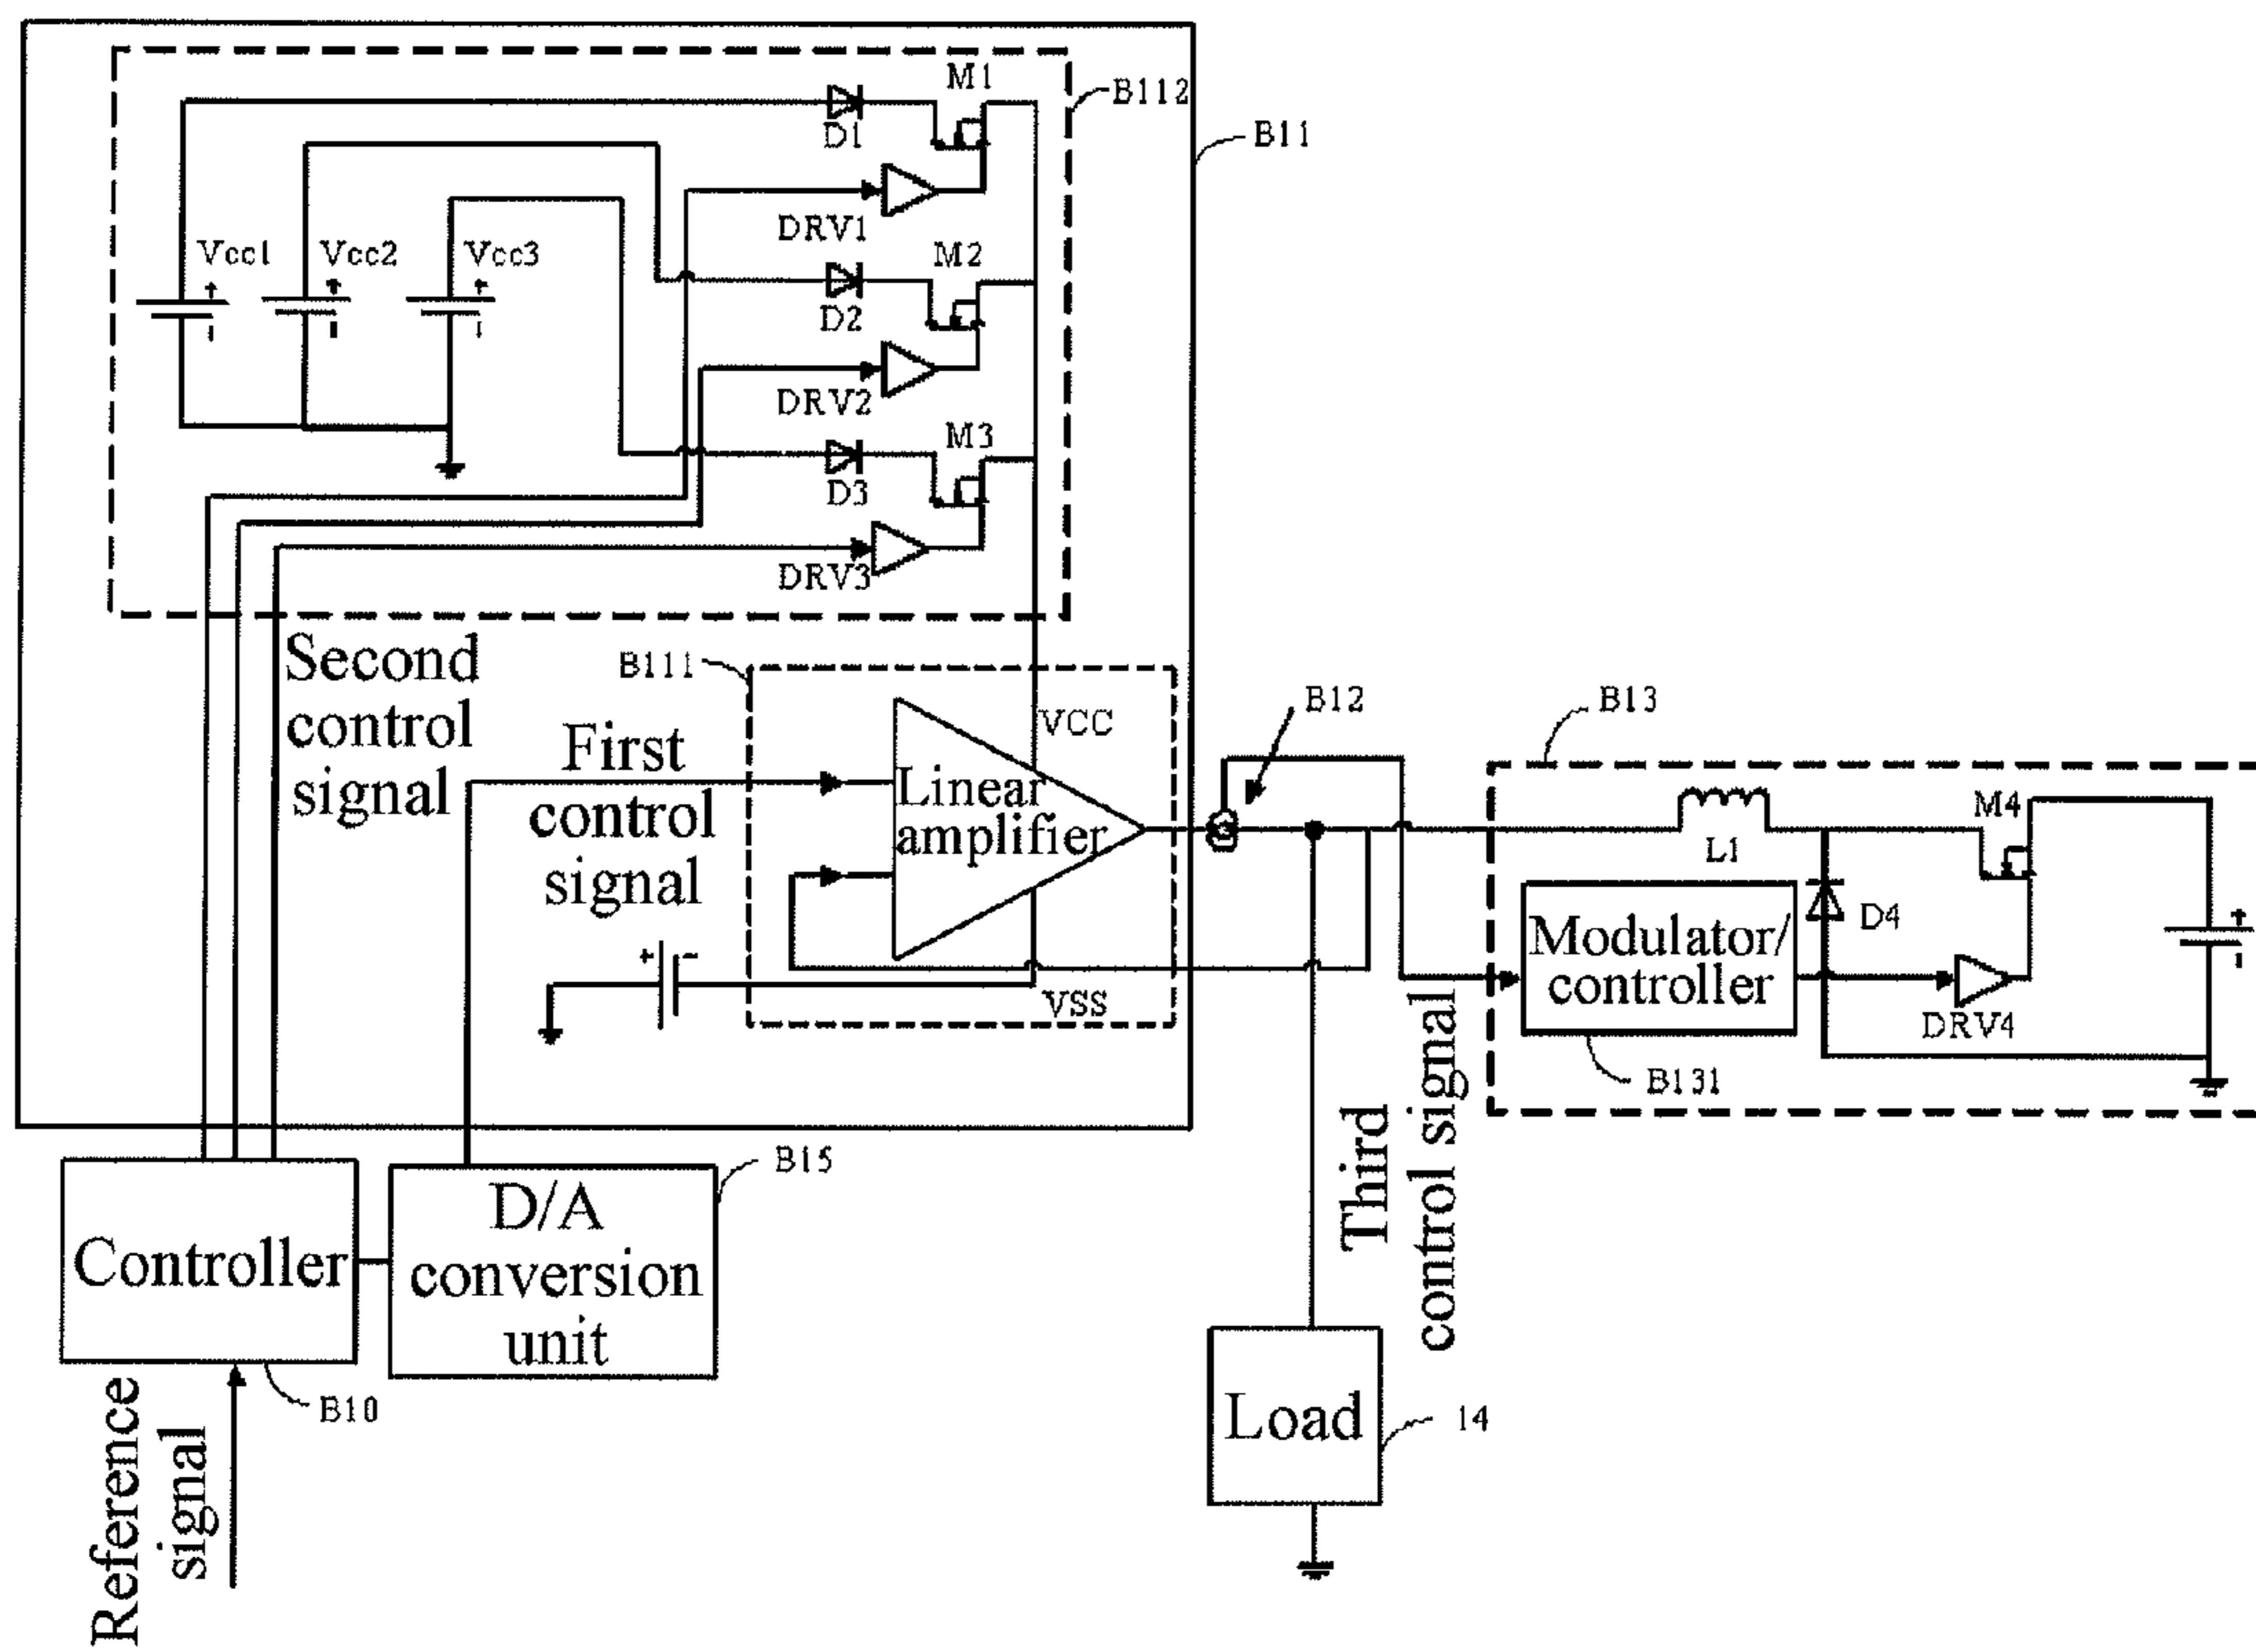 M1
B112
D1
B11
DRV1
Vcc1
Vcc2
Vcc3
M2
D2
DRV2
M3
D3
DRV3
Second
control
signal
B111
VCC
First
control
signal
Linear
amplifier
VSS
B12
B13
M4
L1
D4
Modulator/
controller
DRV4
B131
Third
control signal
B15
Controller
D/A
conversion
unit
B10
Reference
signal
Load
14